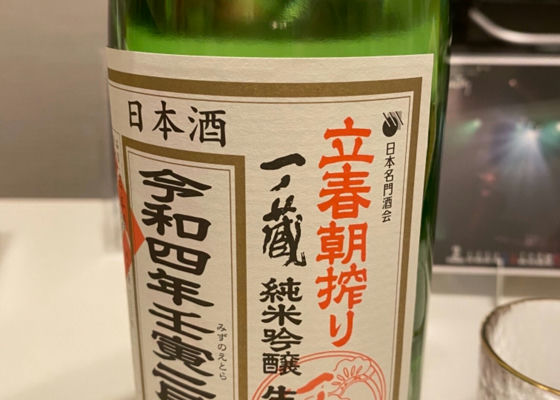 日本酒
日本名門酒会
立春朝搾り
一ノ蔵
純米吟醸
令和四年壬寅二月
みずのえとら